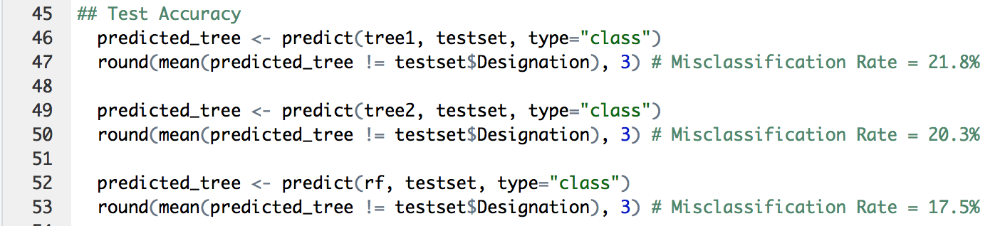 45 ## Test Accuracy
46 predicted_tree <- predict(tree1, testset, type="class")
47 round(mean(predicted_tree != testset$Designation), 3) # Misclassification Rate = 21.8%
48
49 predicted_tree <- predict(tree2, testset, type="class")
50 round(mean(predicted_tree != testset$Designation), 3) # Misclassification Rate = 20.3%
51
52 predicted_tree <- predict(rf, testset, type="class")
53 round(mean(predicted_tree != testset$Designation), 3) # Misclassification Rate = 17.5%